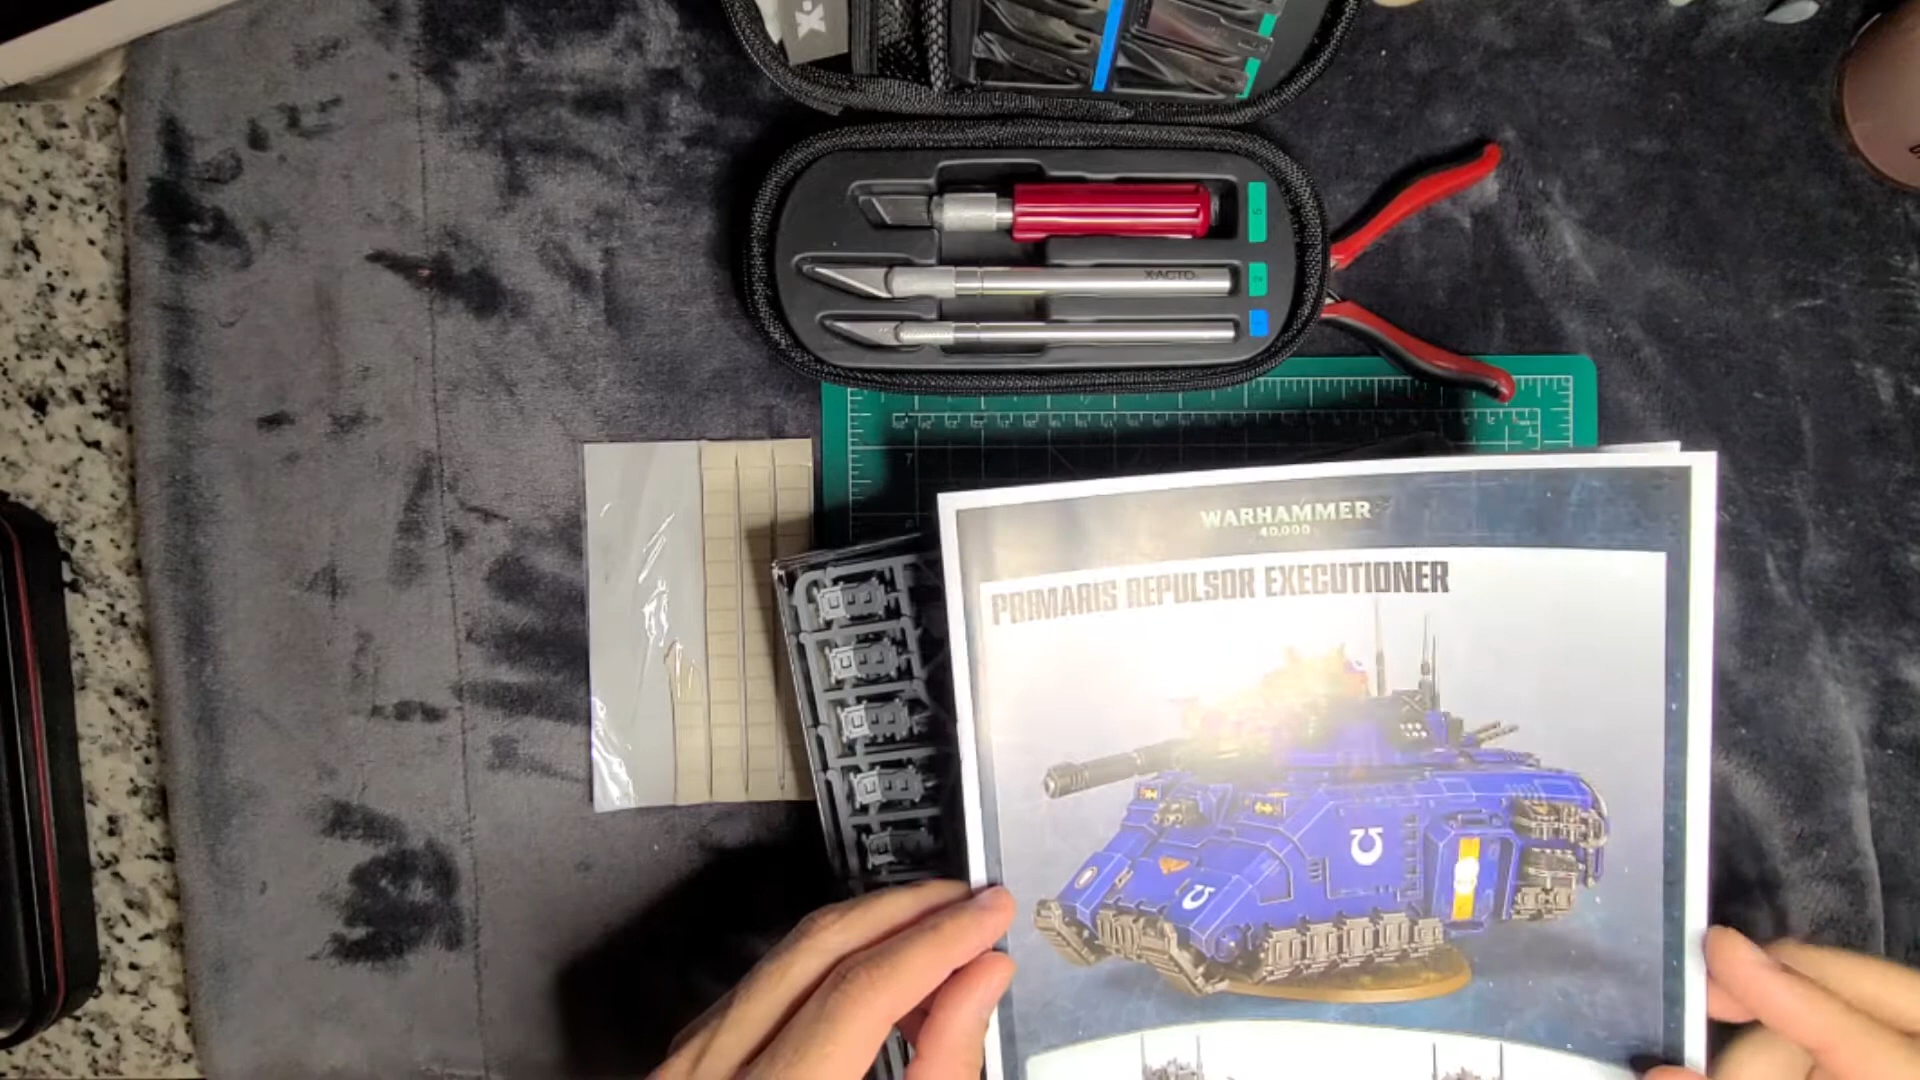 X-ACTO
WARHAMMER
40,000
PRIMARIS REPULSOR EXECUTIONER